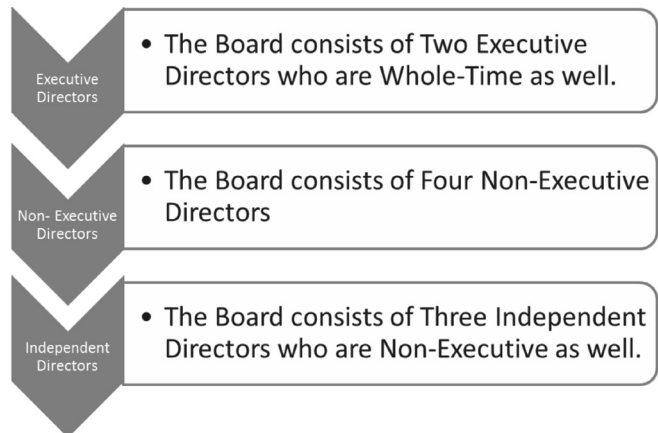 Executive
Directors
• The Board consists of Two Executive
Directors who are Whole-Time as well.
Non- Executive
Directors
• The Board consists of Four Non-Executive
Directors
Independent
Directors
• The Board consists of Three Independent
Directors who are Non-Executive as well.